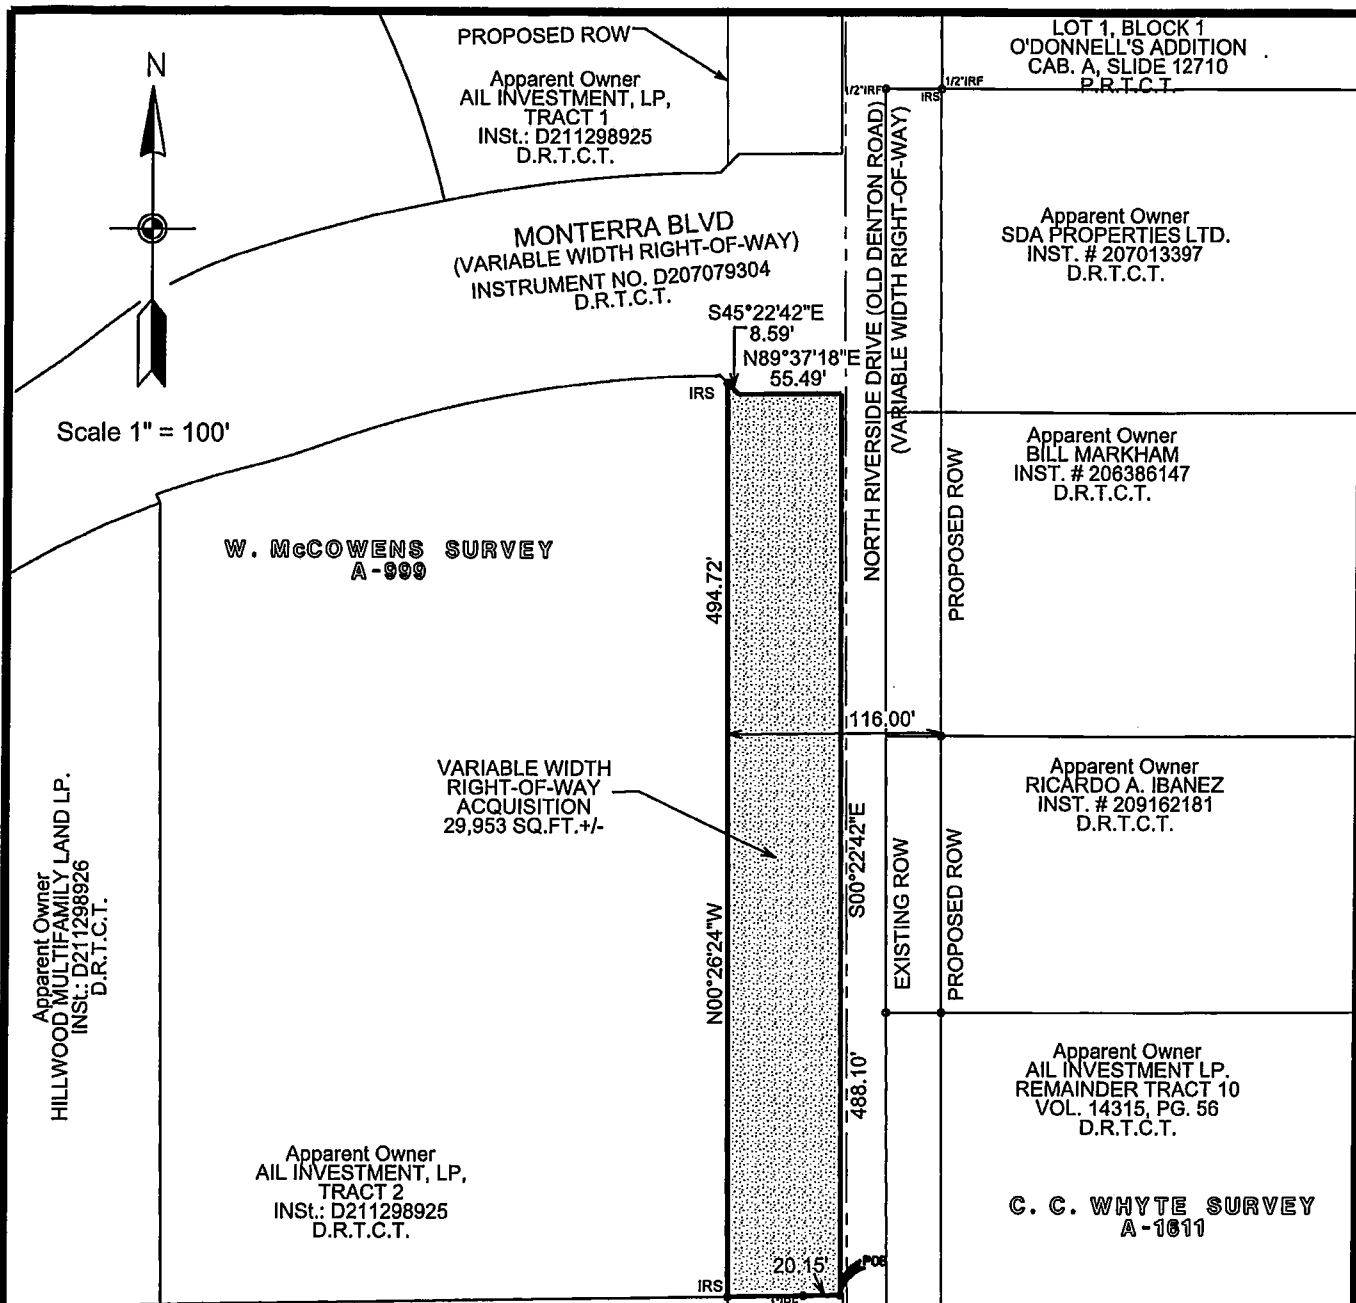 PROPOSED ROW
Apparent Owner
AIL INVESTMENT, LP,
TRACT 1
INSt.: D211298925
D.R.T.C.T.
LOT 1, BLOCK 1
O'DONNELL'S ADDITION
CAB. A, SLIDE 12710
P.R.T.C.T.
N
1/2"IRF
IRS
1/2"IRF
NORTH RIVERSIDE DRIVE (OLD DENTON ROAD)
(VARIABLE WIDTH RIGHT-OF-WAY)
MONTERRA BLVD
(VARIABLE WIDTH RIGHT-OF-WAY)
INSTRUMENT NO. D207079304
D.R.T.C.T.
Apparent Owner
SDA PROPERTIES LTD.
INST. # 207013397
D.R.T.C.T.
S45°22'42"E
8.59'
N89°37'18"E
55.49'
IRS
Scale 1" = 100'
Apparent Owner
BILL MARKHAM
INST. # 206386147
D.R.T.C.T.
PROPOSED ROW
W. McCOWENS SURVEY
A-999
494.72'
116.00'
VARIABLE WIDTH
RIGHT-OF-WAY
ACQUISITION
29,953 SQ.FT.+/-
Apparent Owner
RICARDO A. IBANEZ
INST. # 209162181
D.R.T.C.T.
S00°22'42"E
EXISTING ROW
PROPOSED ROW
N00°26'24"W
Apparent Owner
HILLWOOD MULTIFAMILY LAND LP.
INSt.: D211298926
D.R.T.C.T.
488.10'
Apparent Owner
AIL INVESTMENT LP.
REMAINDER TRACT 10
VOL. 14315, PG. 56
D.R.T.C.T.
Apparent Owner
AIL INVESTMENT, LP,
TRACT 2
INSt.: D211298925
D.R.T.C.T.
C. C. WHYTE SURVEY
A-1611
20.15'
POB
IRS